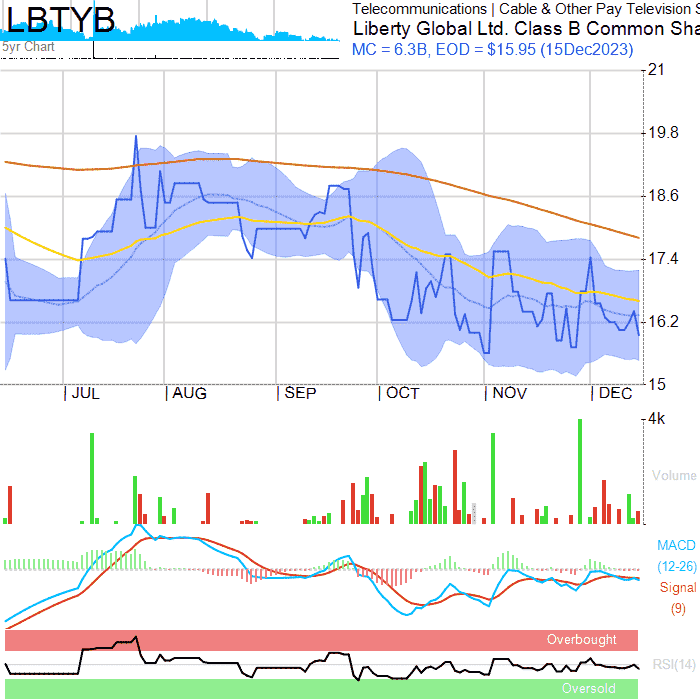 LBTYB
5yr Chart
Telecommunications | Cable & Other Pay Television S
Liberty Global Ltd. Class B Common Sha
MC = 6.3B, EOD = $15.95 (15Dec2023)
21
19.8
18.6
17.4
16.2
15
JUL AUG SEP OCT NOV DEC
4k
Volume
MACD
(12-26)
Signal
(9)
Overbought
RSI(14)
Oversold